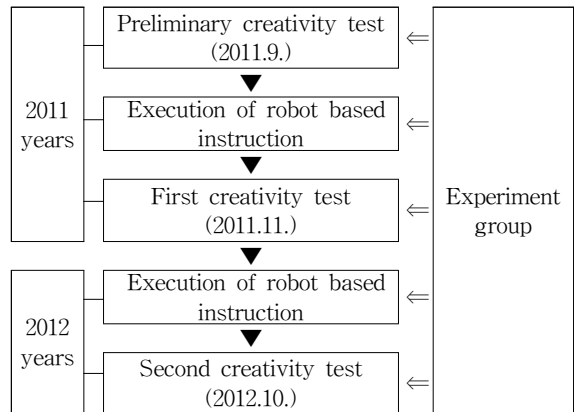 Preliminary creativity test
(2011.9.)
⇐
2011
years
Execution of robot based
instruction
⇐
First creativity test
(2011.11.)
⇐
Experiment
group
Execution of robot based
instruction
⇐
2012
years
Second creativity test
(2012.10.)
⇐